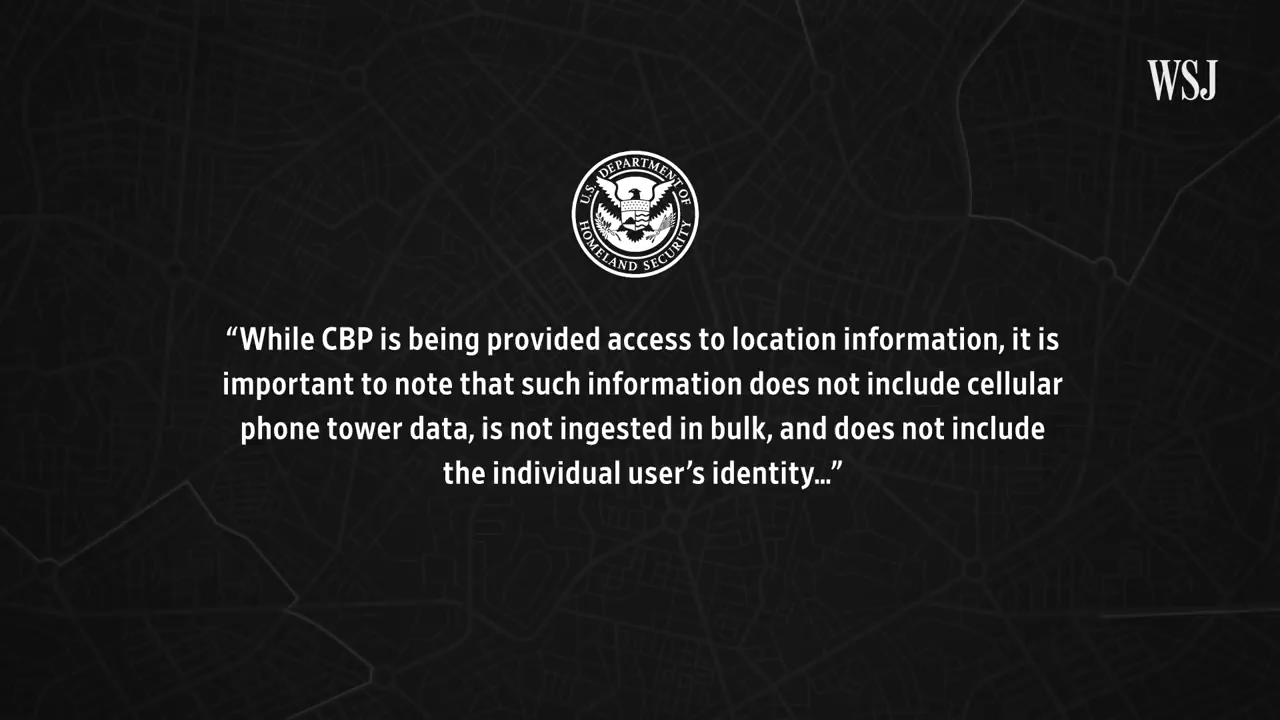 WSJ
U.S. DEPARTMENT OF
HOMELAND SECURITY
“While CBP is being provided access to location information, it is
important to note that such information does not include cellular
phone tower data, is not ingested in bulk, and does not include
the individual user’s identity...”